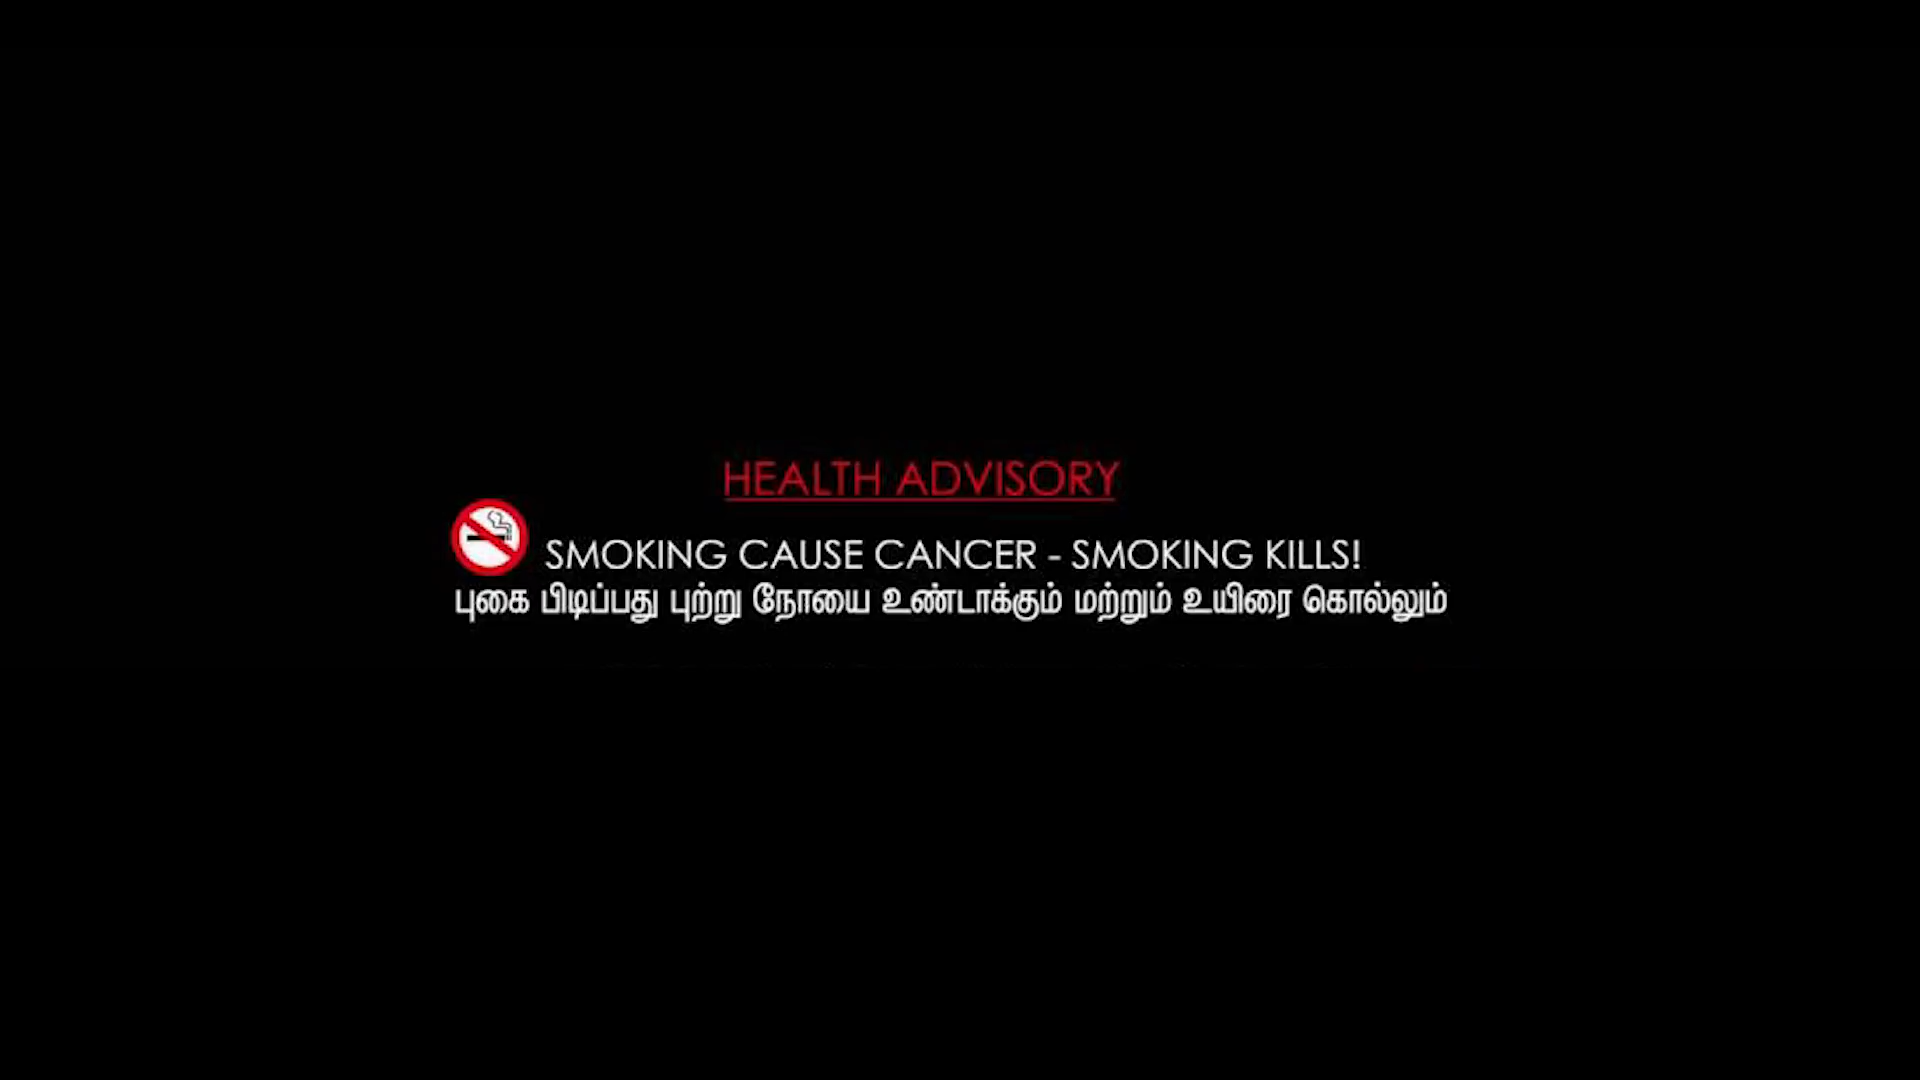 HEALTH ADVISORY
SMOKING CAUSE CANCER - SMOKING KILLS!
புகை பிடிப்பது புற்று நோயை உண்டாக்கும் மற்றும் உயிரை கொல்லும்